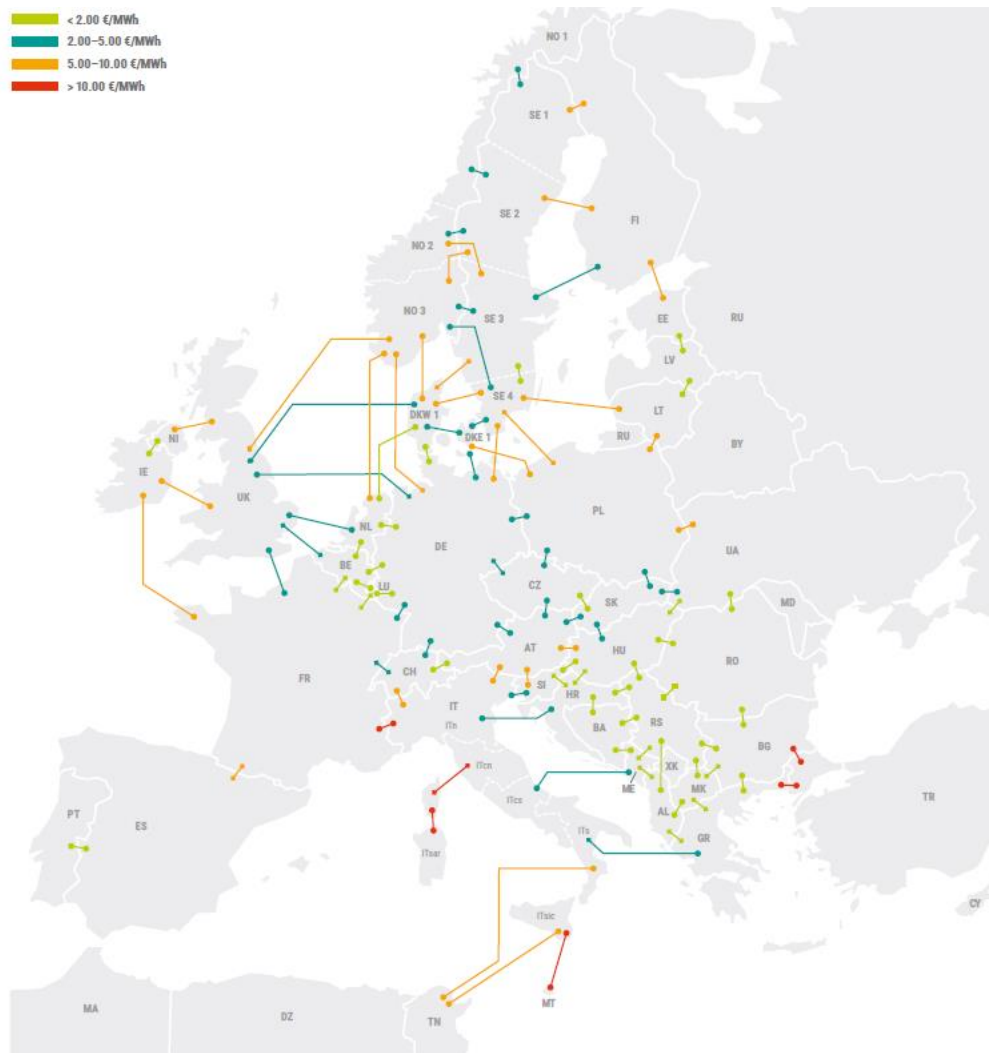 < 2.00 €/MWh
2.00–5.00 €/MWh
5.00–10.00 €/MWh
> 10.00 €/MWh
NO 1
SE 1
SE 2
FI
NO 2
NO 3
SE 3
EE
RU
LV
SE 4
LT
DKW 1
DKE 1
RU
BY
NI
IE
UK
NL
PL
DE
UA
BE
LU
CZ
SK
MD
AT
HU
FR
CH
SI
HR
RO
IT
ITn
BA
RS
BG
ITcn
XK
ME
MK
ITcs
TR
PT
ES
AL
ITs
GR
ITsar
CY
ITsic
MT
MA
DZ
TN